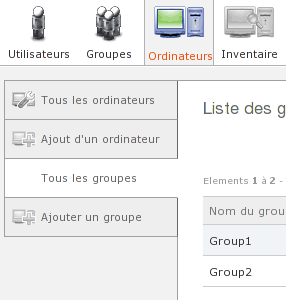 Utilisateurs Groupes Ordinateurs Inventaire
Tous les ordinateurs
Ajout d'un ordinateur
Tous les groupes
Ajouter un groupe
Liste des g
Elements 1 à 2 -
Nom du grou
Group1
Group2